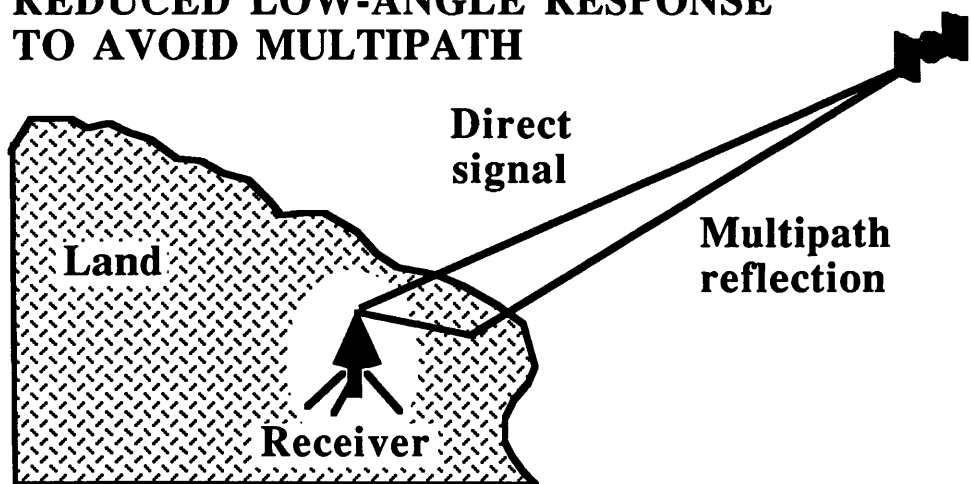 REDUCED LOW-ANGLE RESPONSE
TO AVOID MULTIPATH
Direct
signal
Multipath
reflection
Land
Receiver